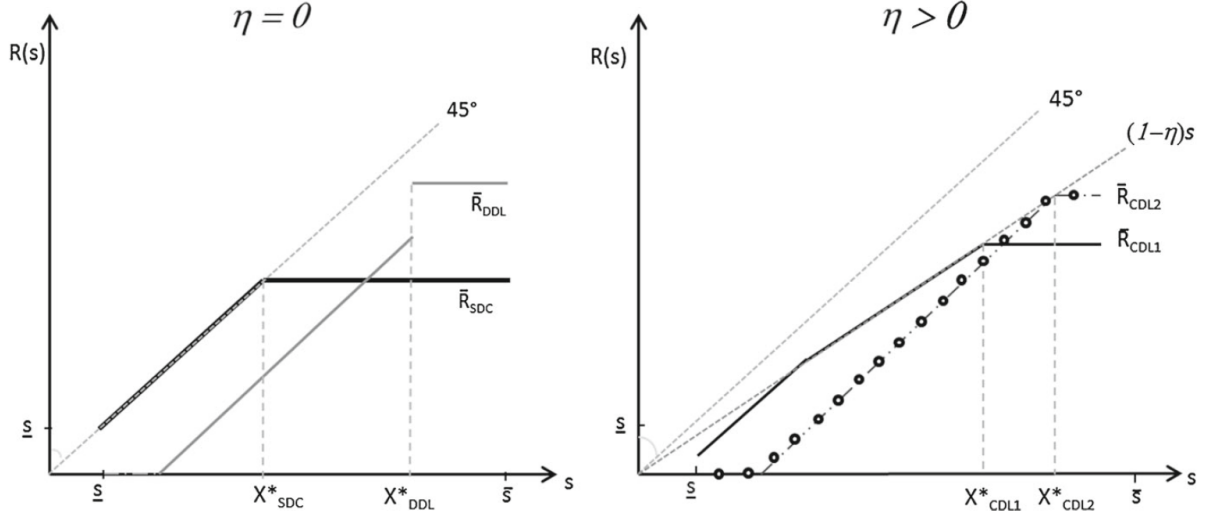 η = 0
R(s)
45°
R̄DDL
R̄SDC
s̲
s̲
X*SDC
X*DDL
s̄
s
η > 0
R(s)
45°
(1−η)s
R̄CDL2
R̄CDL1
s̲
s̲
X*CDL1
X*CDL2
s̄
s